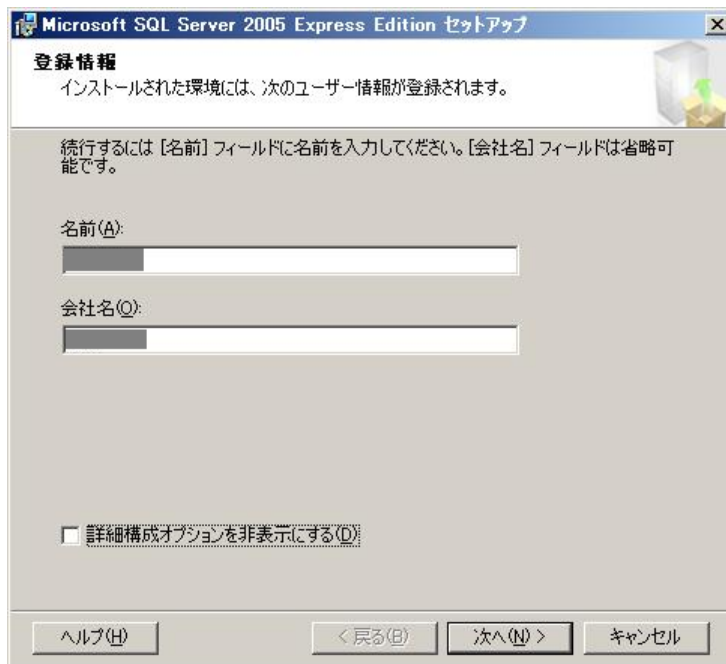 Microsoft SQL Server 2005 Express Edition セットアップ
登録情報
インストールされた環境には、次のユーザー情報が登録されます。
続行するには [名前] フィールドに名前を入力してください。[会社名] フィールドは省略可
能です。
名前(A):
会社名(O):
詳細構成オプションを非表示にする(D)
ヘルプ(H)
< 戻る(B)
次へ(N) >
キャンセル